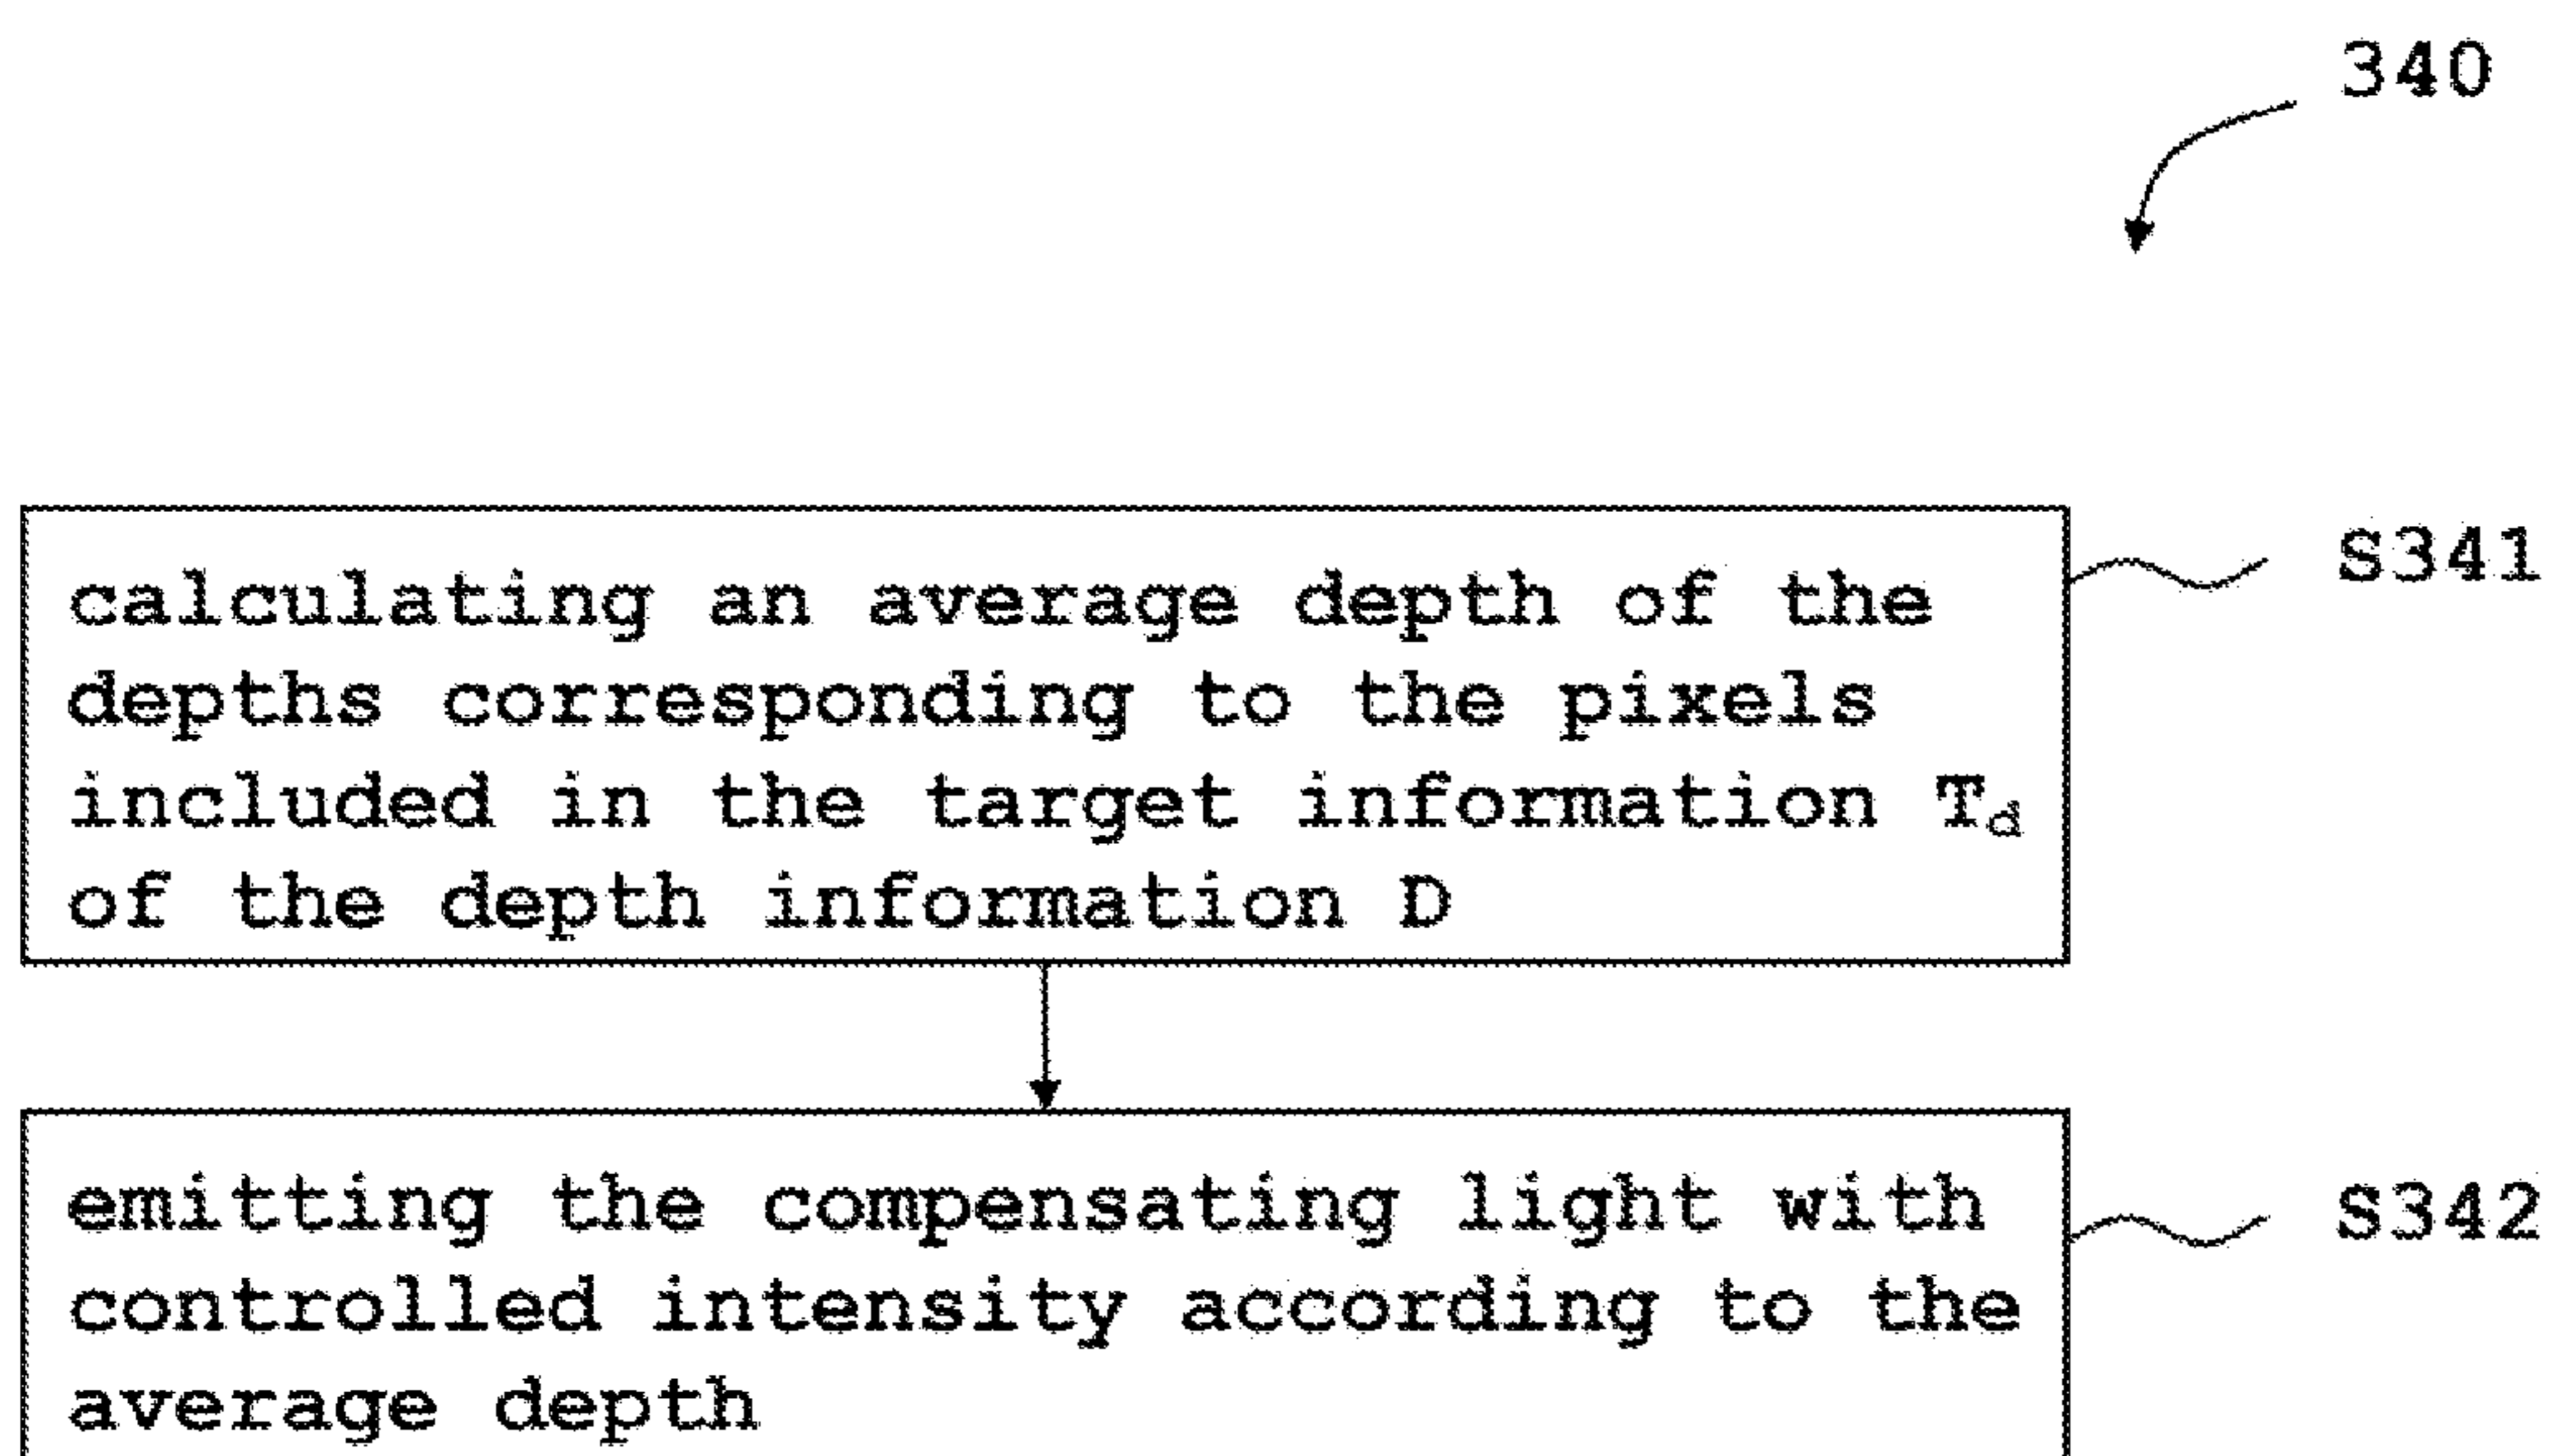 340
calculating an average depth of the
S341
depths corresponding to the pixels
included in the target information Td
of the depth information D
emitting the compensating light with
S342
controlled intensity according to the
average depth